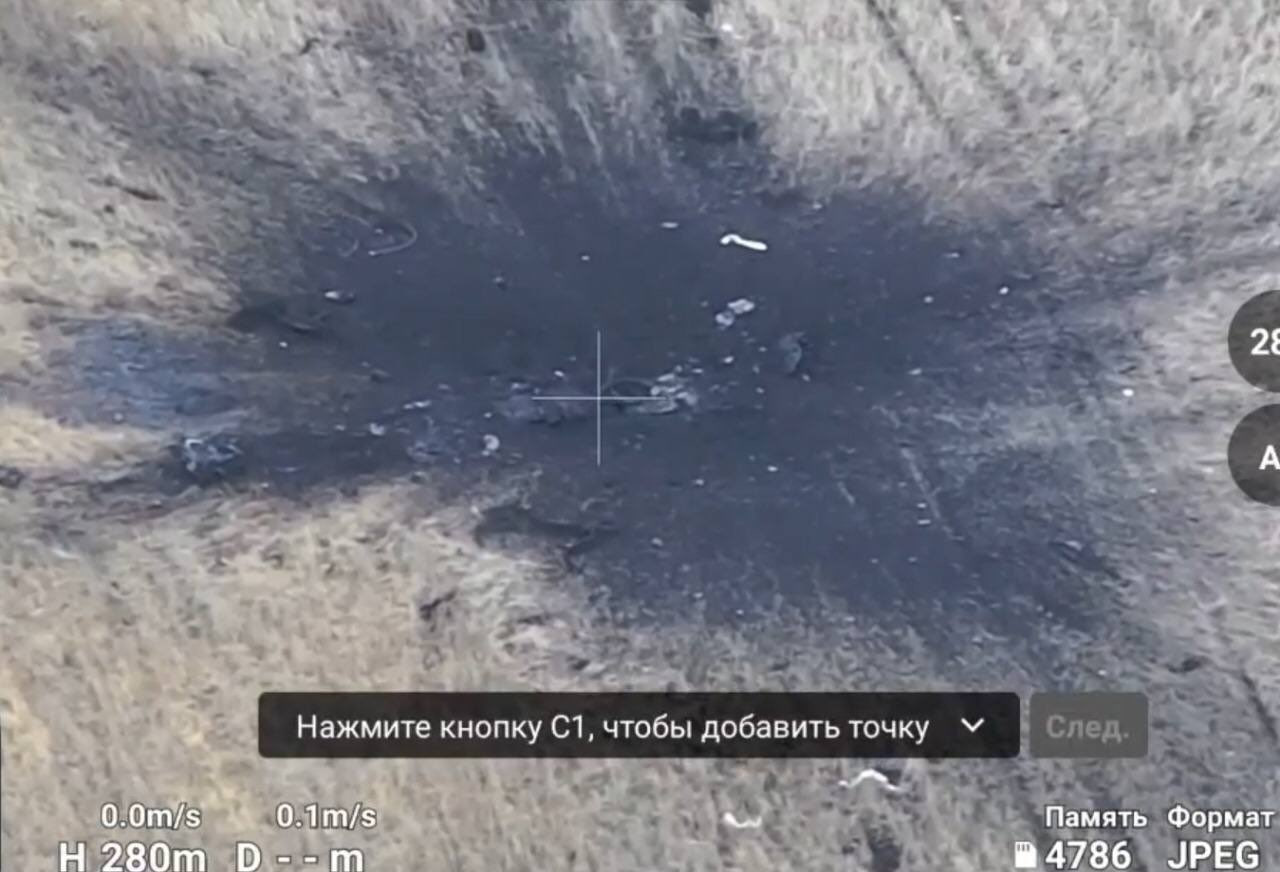 28
A
Нажмите кнопку C1, чтобы добавить точку
След.
0.0m/s 0.1m/s
H 280m D - - m
Память Формат
4786 JPEG